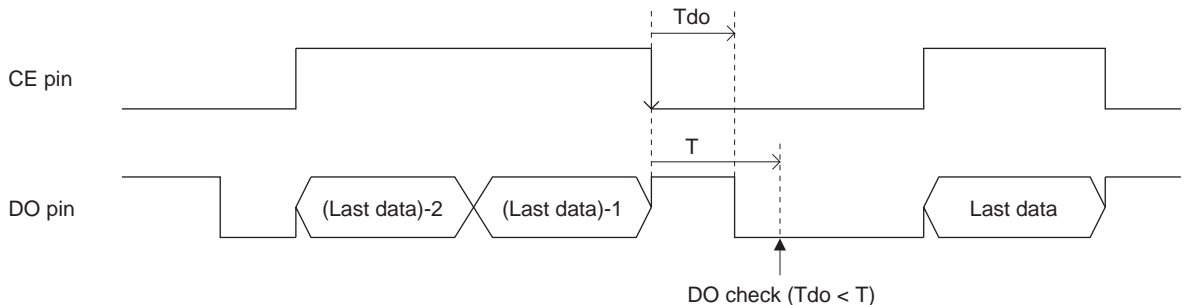 Tdo
CE pin
T
DO pin
(Last data)-2
(Last data)-1
Last data
DO check (Tdo < T)